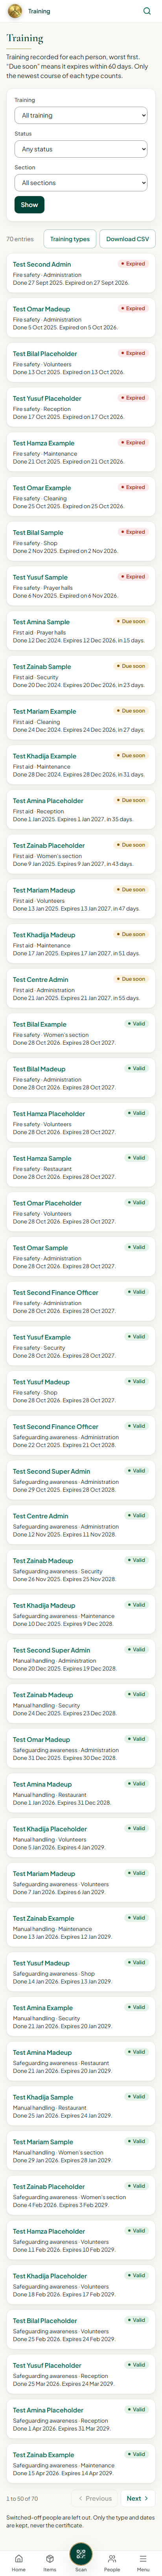 Training
Training
Training recorded for each person, worst first.
"Due soon" means it expires within 60 days. Only
the newest course of each type counts.
Training
All training
Status
Any status
Section
All sections
Show
70 entries
Training types
Download CSV
Test Second Admin
Expired
Fire safety · Administration
Done 27 Sept 2025. Expired on 27 Sept 2026.
Test Omar Madeup
Expired
Fire safety · Administration
Done 5 Oct 2025. Expired on 5 Oct 2026.
Test Bilal Placeholder
Expired
Fire safety · Volunteers
Done 13 Oct 2025. Expired on 13 Oct 2026.
Test Yusuf Placeholder
Expired
Fire safety · Reception
Done 17 Oct 2025. Expired on 17 Oct 2026.
Test Hamza Example
Expired
Fire safety · Maintenance
Done 21 Oct 2025. Expired on 21 Oct 2026.
Test Omar Example
Expired
Fire safety · Cleaning
Done 25 Oct 2025. Expired on 25 Oct 2026.
Test Bilal Sample
Expired
Fire safety · Shop
Done 2 Nov 2025. Expired on 2 Nov 2026.
Test Yusuf Sample
Expired
Fire safety · Prayer halls
Done 6 Nov 2025. Expired on 6 Nov 2026.
Test Amina Sample
Due soon
First aid · Prayer halls
Done 12 Dec 2024. Expires 12 Dec 2026, in 15 days.
Test Zainab Sample
Due soon
First aid · Security
Done 20 Dec 2024. Expires 20 Dec 2026, in 23 days.
Test Mariam Example
Due soon
First aid · Cleaning
Done 24 Dec 2024. Expires 24 Dec 2026, in 27 days.
Test Khadija Example
Due soon
First aid · Maintenance
Done 28 Dec 2024. Expires 28 Dec 2026, in 31 days.
Test Amina Placeholder
Due soon
First aid · Reception
Done 1 Jan 2025. Expires 1 Jan 2027, in 35 days.
Test Zainab Placeholder
Due soon
First aid · Women's section
Done 9 Jan 2025. Expires 9 Jan 2027, in 43 days.
Test Mariam Madeup
Due soon
First aid · Volunteers
Done 13 Jan 2025. Expires 13 Jan 2027, in 47 days.
Test Khadija Madeup
Due soon
First aid · Maintenance
Done 17 Jan 2025. Expires 17 Jan 2027, in 51 days.
Test Centre Admin
Due soon
First aid · Administration
Done 21 Jan 2025. Expires 21 Jan 2027, in 55 days.
Test Bilal Example
Valid
Fire safety · Women's section
Done 28 Oct 2026. Expires 28 Oct 2027.
Test Bilal Madeup
Valid
Fire safety · Administration
Done 28 Oct 2026. Expires 28 Oct 2027.
Test Hamza Placeholder
Valid
Fire safety · Volunteers
Done 28 Oct 2026. Expires 28 Oct 2027.
Test Hamza Sample
Valid
Fire safety · Restaurant
Done 28 Oct 2026. Expires 28 Oct 2027.
Test Omar Placeholder
Valid
Fire safety · Volunteers
Done 28 Oct 2026. Expires 28 Oct 2027.
Test Omar Sample
Valid
Fire safety · Administration
Done 28 Oct 2026. Expires 28 Oct 2027.
Test Second Finance Officer
Valid
Fire safety · Administration
Done 28 Oct 2026. Expires 28 Oct 2027.
Test Yusuf Example
Valid
Fire safety · Security
Done 28 Oct 2026. Expires 28 Oct 2027.
Test Yusuf Madeup
Valid
Fire safety · Shop
Done 28 Oct 2026. Expires 28 Oct 2027.
Test Second Finance Officer
Valid
Safeguarding awareness · Administration
Done 22 Oct 2025. Expires 21 Oct 2028.
Test Second Super Admin
Valid
Safeguarding awareness · Administration
Done 29 Oct 2025. Expires 28 Oct 2028.
Test Centre Admin
Valid
Safeguarding awareness · Administration
Done 12 Nov 2025. Expires 11 Nov 2028.
Test Zainab Madeup
Valid
Safeguarding awareness · Security
Done 26 Nov 2025. Expires 25 Nov 2028.
Test Khadija Madeup
Valid
Safeguarding awareness · Maintenance
Done 10 Dec 2025. Expires 9 Dec 2028.
Test Second Super Admin
Valid
Manual handling · Administration
Done 20 Dec 2025. Expires 19 Dec 2028.
Test Zainab Madeup
Valid
Manual handling · Security
Done 24 Dec 2025. Expires 23 Dec 2028.
Test Omar Madeup
Valid
Safeguarding awareness · Administration
Done 31 Dec 2025. Expires 30 Dec 2028.
Test Amina Madeup
Valid
Manual handling · Restaurant
Done 1 Jan 2026. Expires 31 Dec 2028.
Test Khadija Placeholder
Valid
Manual handling · Volunteers
Done 5 Jan 2026. Expires 4 Jan 2029.
Test Mariam Madeup
Valid
Safeguarding awareness · Volunteers
Done 7 Jan 2026. Expires 6 Jan 2029.
Test Zainab Example
Valid
Manual handling · Maintenance
Done 13 Jan 2026. Expires 12 Jan 2029.
Test Yusuf Madeup
Valid
Safeguarding awareness · Shop
Done 14 Jan 2026. Expires 13 Jan 2029.
Test Amina Example
Valid
Manual handling · Security
Done 21 Jan 2026. Expires 20 Jan 2029.
Test Amina Madeup
Valid
Safeguarding awareness · Restaurant
Done 21 Jan 2026. Expires 20 Jan 2029.
Test Khadija Sample
Valid
Manual handling · Restaurant
Done 25 Jan 2026. Expires 24 Jan 2029.
Test Mariam Sample
Valid
Manual handling · Women's section
Done 29 Jan 2026. Expires 28 Jan 2029.
Test Zainab Placeholder
Valid
Safeguarding awareness · Women's section
Done 4 Feb 2026. Expires 3 Feb 2029.
Test Hamza Placeholder
Valid
Safeguarding awareness · Volunteers
Done 11 Feb 2026. Expires 10 Feb 2029.
Test Khadija Placeholder
Valid
Safeguarding awareness · Volunteers
Done 18 Feb 2026. Expires 17 Feb 2029.
Test Bilal Placeholder
Valid
Safeguarding awareness · Volunteers
Done 25 Feb 2026. Expires 24 Feb 2029.
Test Yusuf Placeholder
Valid
Safeguarding awareness · Reception
Done 25 Mar 2026. Expires 24 Mar 2029.
Test Amina Placeholder
Valid
Safeguarding awareness · Reception
Done 1 Apr 2026. Expires 31 Mar 2029.
Test Zainab Example
Valid
Safeguarding awareness · Maintenance
Done 15 Apr 2026. Expires 14 Apr 2029.
1 to 50 of 70
Previous
Next
Switched-off people are left out. Only the type and dates
are kept, never the certificate.
Home
Items
Scan
People
Menu